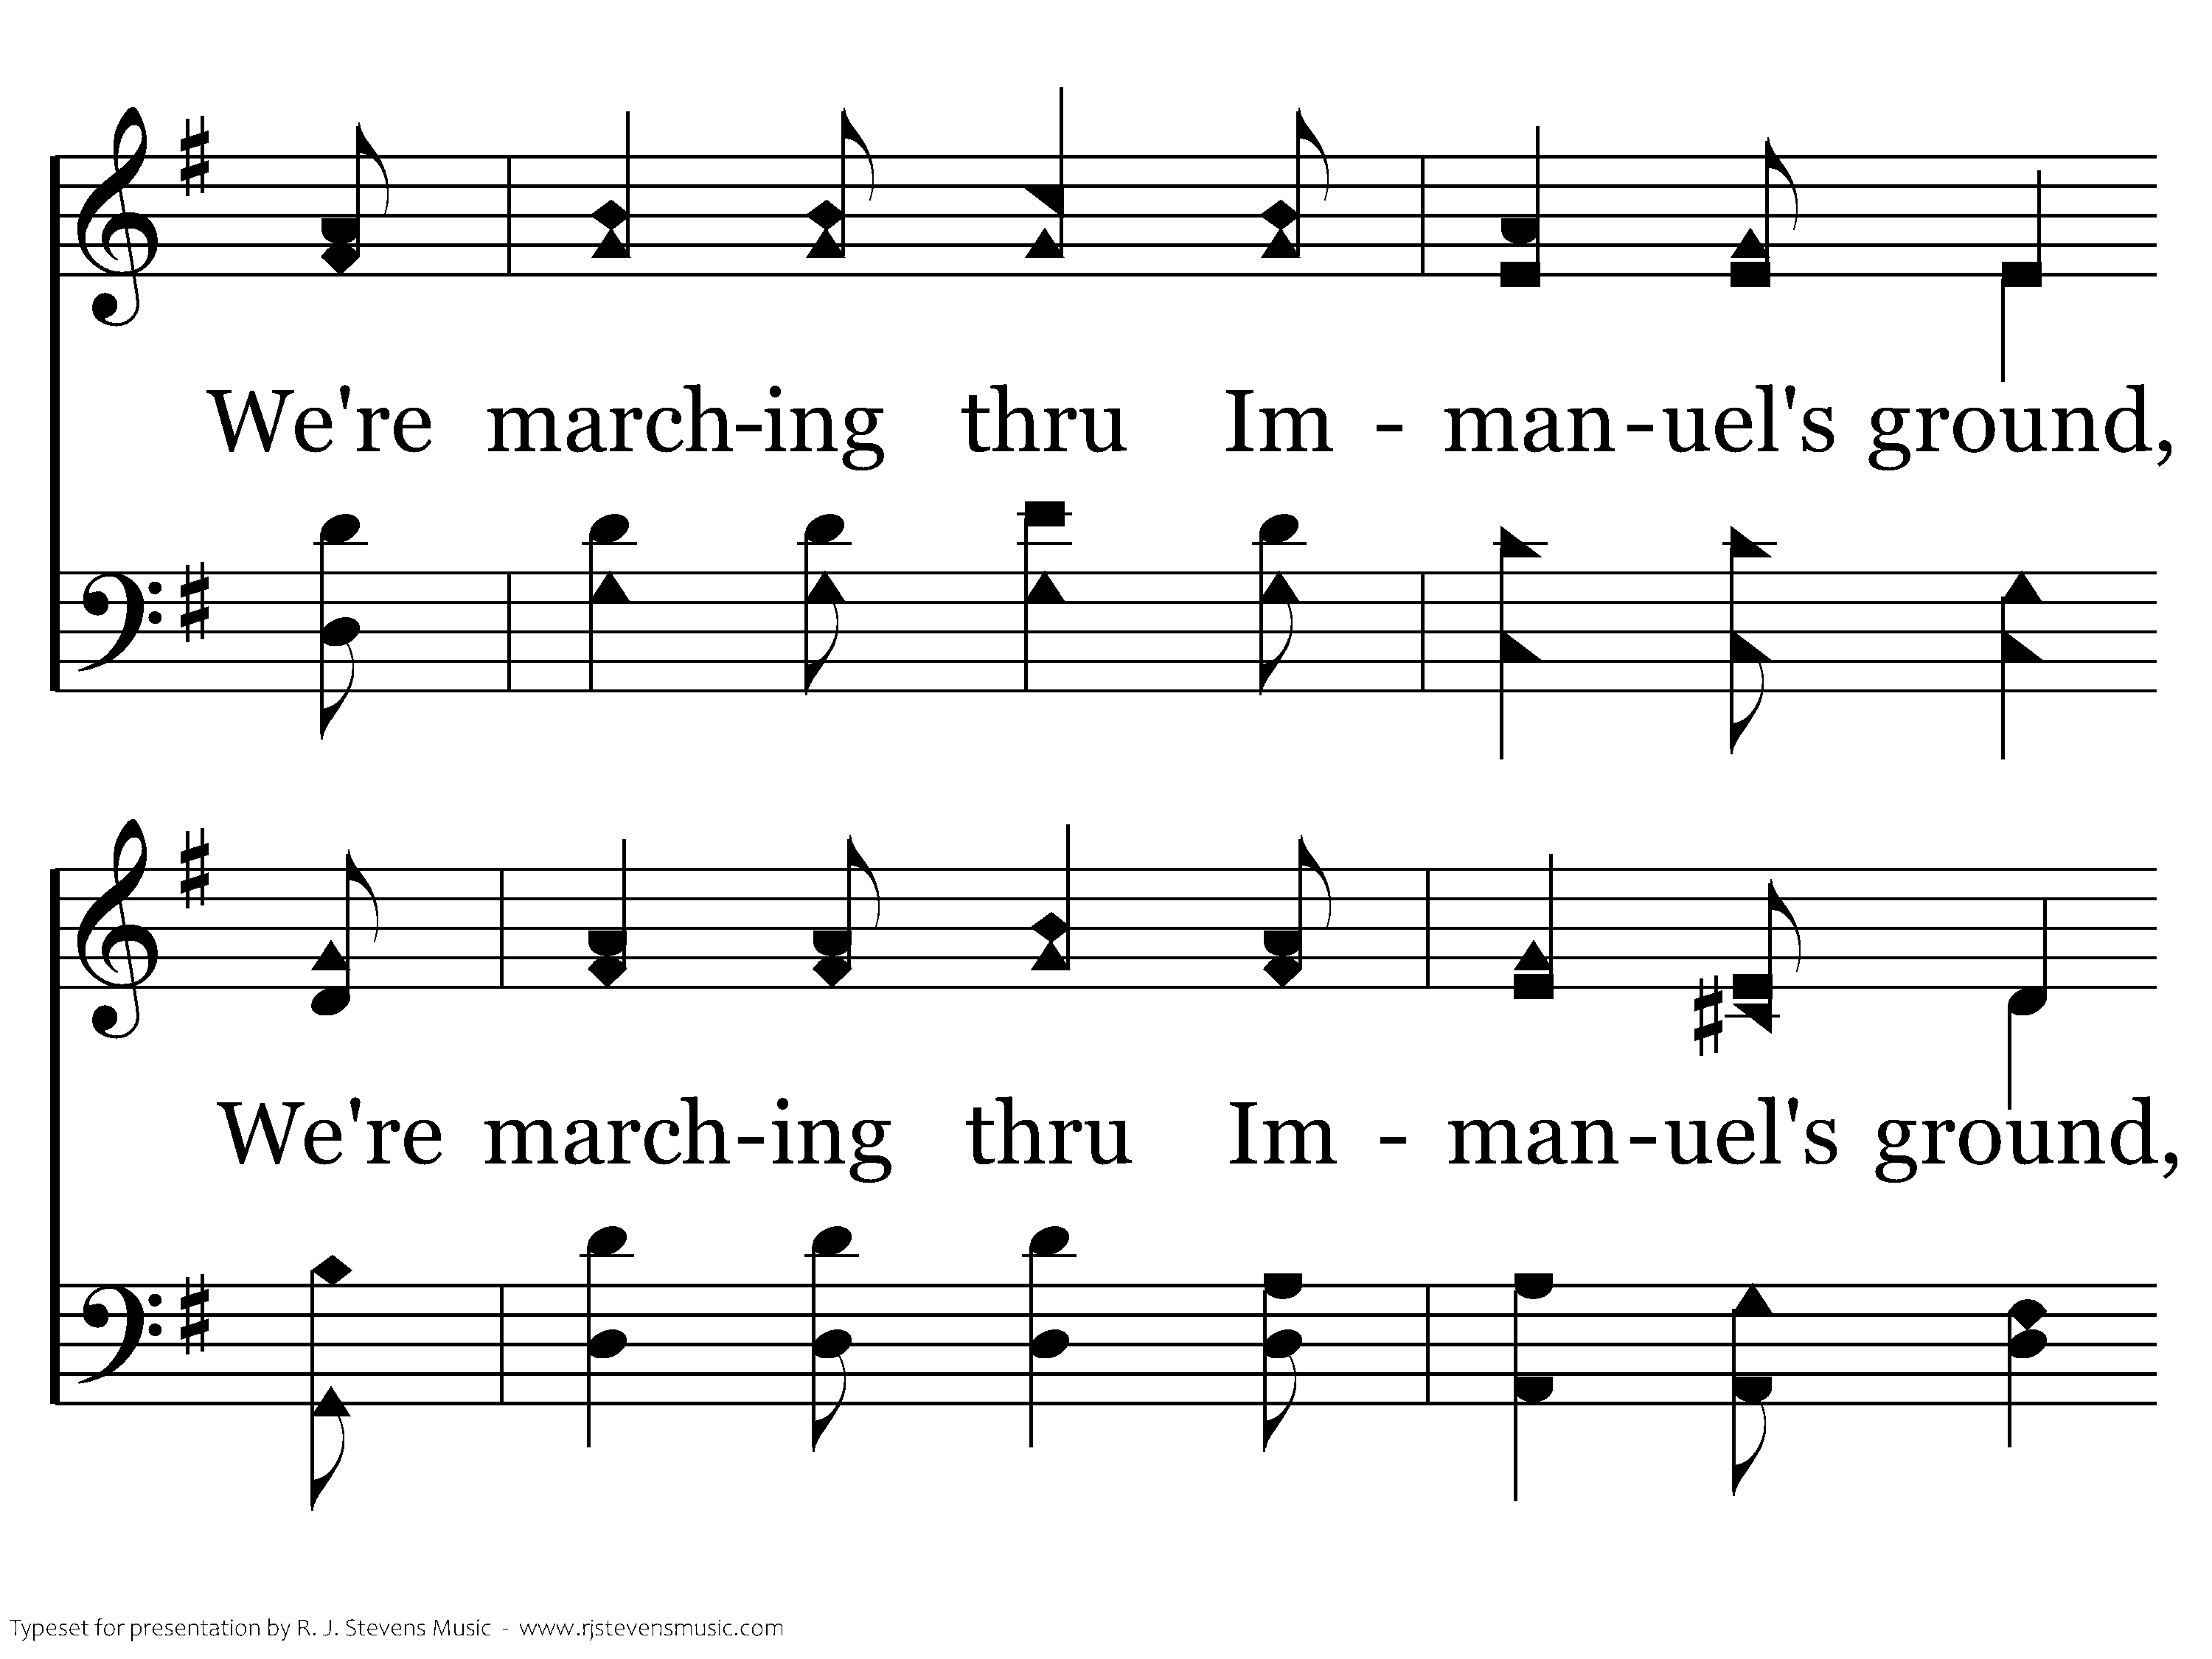 We're march-ing thru Im - man-uel's ground,
We're march-ing thru Im - man-uel's ground,
Typeset for presentation by R. J. Stevens Music - www.rjstevensmusic.com